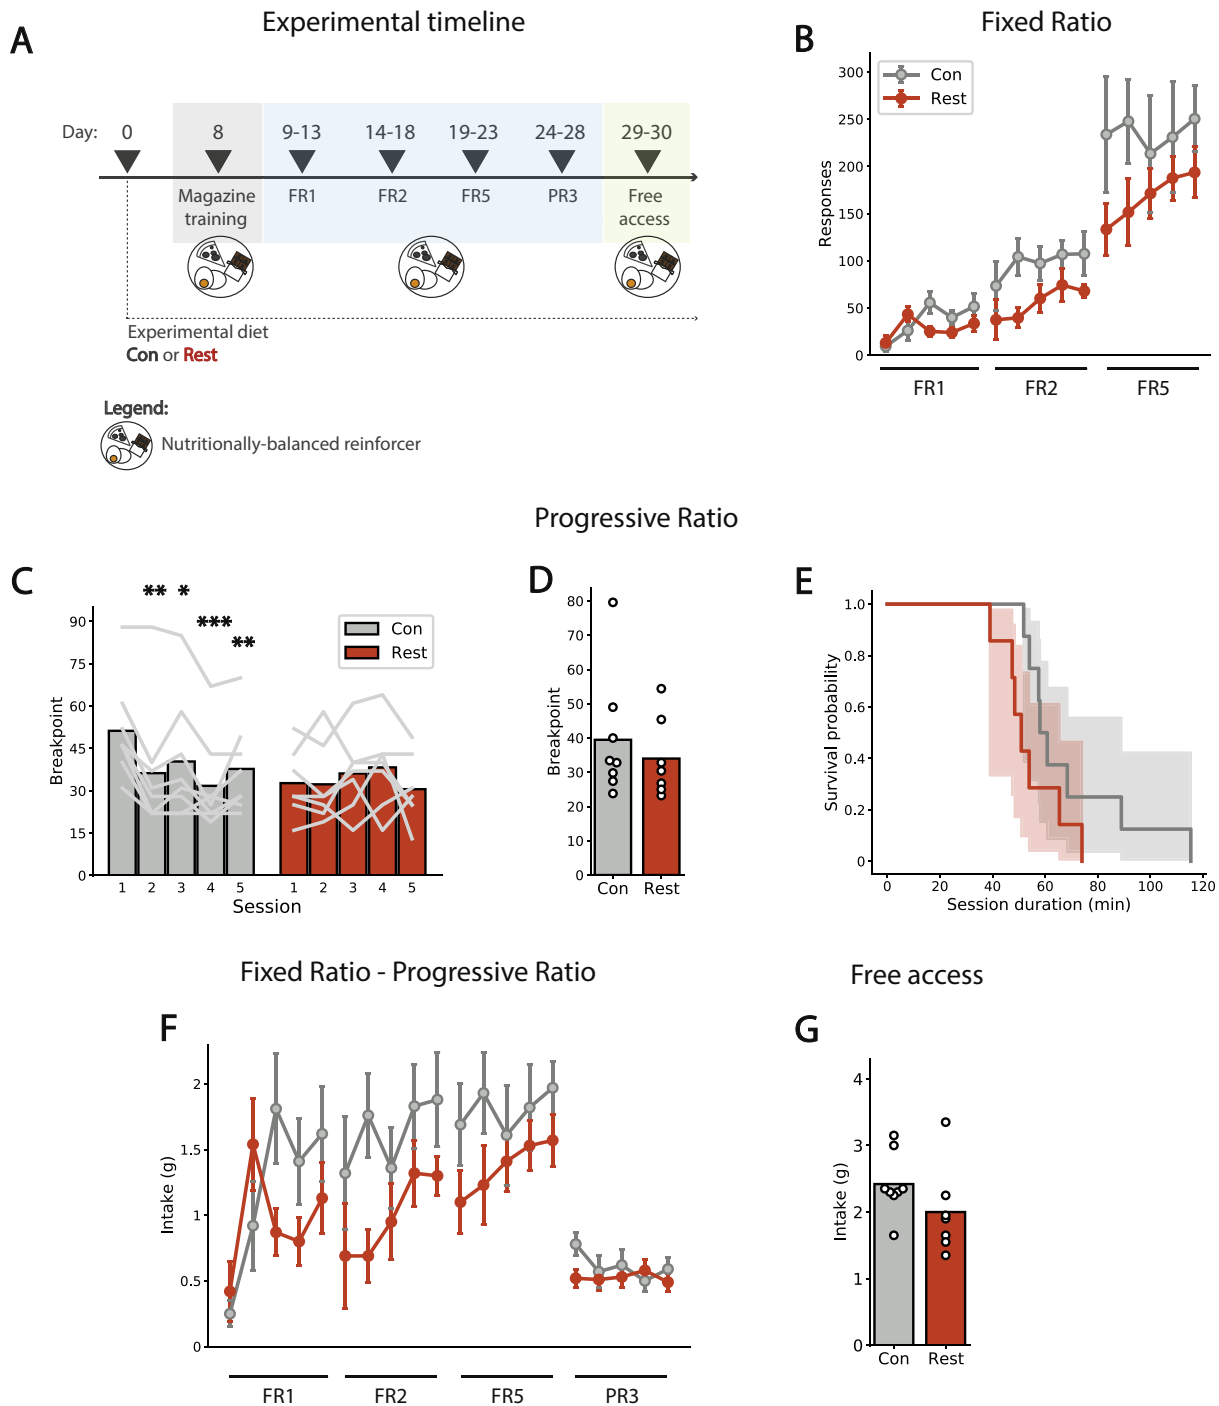 Experimental timeline
A
Day: 0 8 9-13 14-18 19-23 24-28 29-30
Magazine training FR1 FR2 FR5 PR3 Free access
Experimental diet
Con or Rest
Legend:
Nutritionally-balanced reinforcer
Fixed Ratio
B
300
250
200
150
100
50
0
Responses
Con
Rest
FR1 FR2 FR5
Progressive Ratio
C
** * *** **
90
75
60
45
30
15
0
Breakpoint
Con
Rest
1 2 3 4 5 1 2 3 4 5
Session
D
80
70
60
50
40
30
20
10
0
Breakpoint
Con Rest
E
1.0
0.8
0.6
0.4
0.2
0
Survival probability
0 20 40 60 80 100 120
Session duration (min)
Fixed Ratio - Progressive Ratio
F
2
1.5
1
0.5
0
Intake (g)
FR1 FR2 FR5 PR3
Free access
G
4
3
2
1
0
Intake (g)
Con Rest